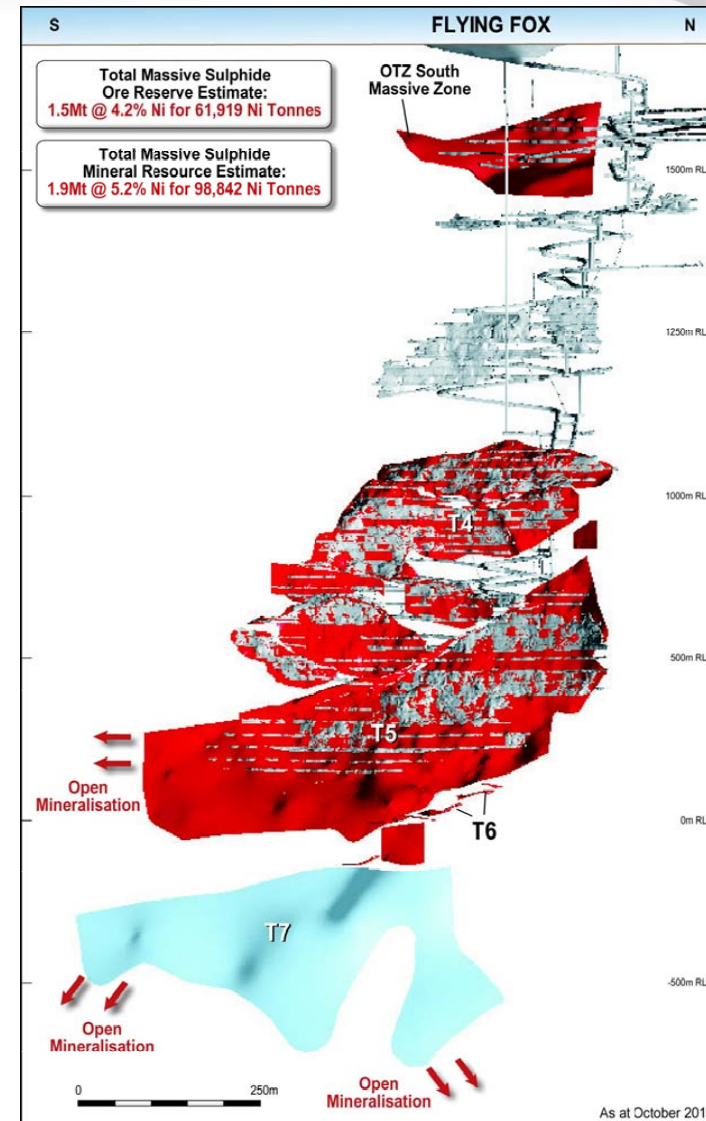 S
FLYING FOX
N
Total Massive Sulphide
Ore Reserve Estimate:
1.5Mt @ 4.2% Ni for 61,919 Ni Tonnes
Total Massive Sulphide
Mineral Resource Estimate:
1.9Mt @ 5.2% Ni for 98,842 Ni Tonnes
OTZ South
Massive Zone
1500m RL
1250m RL
1000m RL
T4
500m RL
T5
Open
Mineralisation
0m RL
T6
T7
-500m RL
Open
Mineralisation
0
250m
Open
Mineralisation
As at October 201